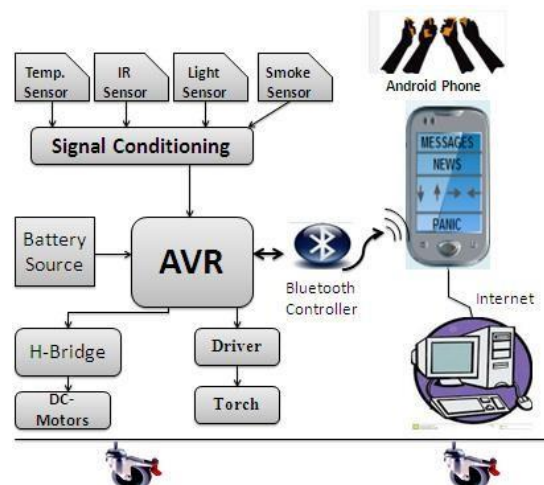 Temp.
Sensor
IR
Sensor
Light
Sensor
Smoke
Sensor
Signal Conditioning
Battery
Source
AVR
Bluetooth
Controller
H-Bridge
DC-
Motors
Driver
Torch
Android Phone
MESSAGES
NEWS
PANIC
Internet